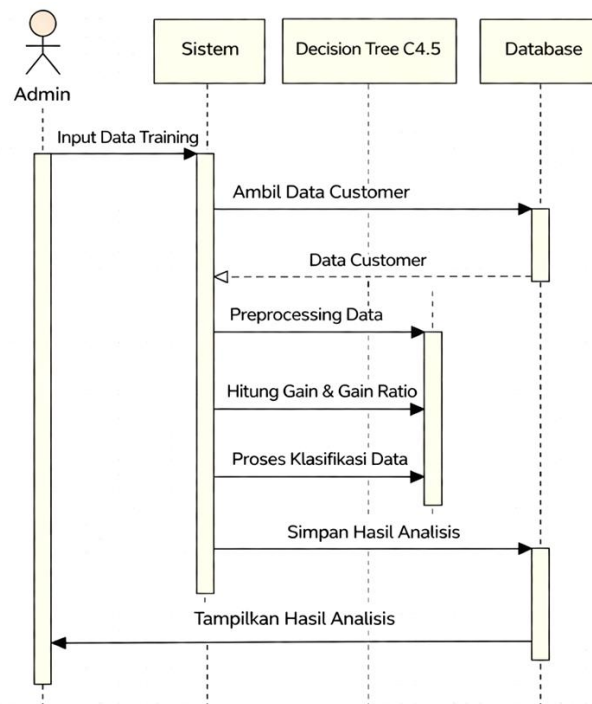 Sistem
Decision Tree C4.5
Database
Admin
Input Data Training
Ambil Data Customer
Data Customer
Preprocessing Data
Hitung Gain & Gain Ratio
Proses Klasifikasi Data
Simpan Hasil Analisis
Tampilkan Hasil Analisis